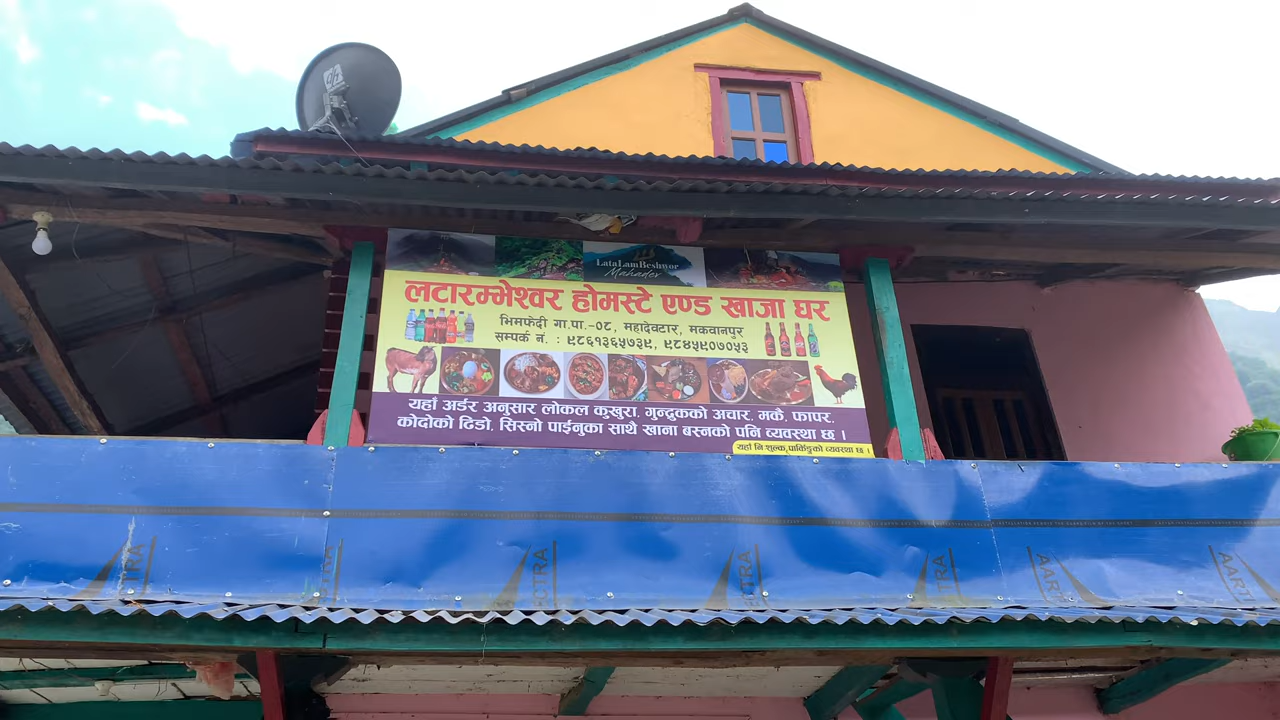 LataLamBeshwor
Mahadev
लटारम्भेश्वर होमस्टे एण्ड खाजा घर
भिमफेदी गा.पा.-०८, महादेवटार, मकवानपुर
सम्पर्क नं. : ९८६१३६५७३९, ९८४५९०७०५३
यहाँ अर्डर अनुसार लोकल कुखुरा, गुन्द्रुकको अचार, मकै, फापर,
कोदोको ढिडो, सिस्नो पाईनुका साथै खाना बस्नको पनि व्यवस्था छ ।
यहाँ नि शुल्क पार्किङको व्यवस्था छ ।